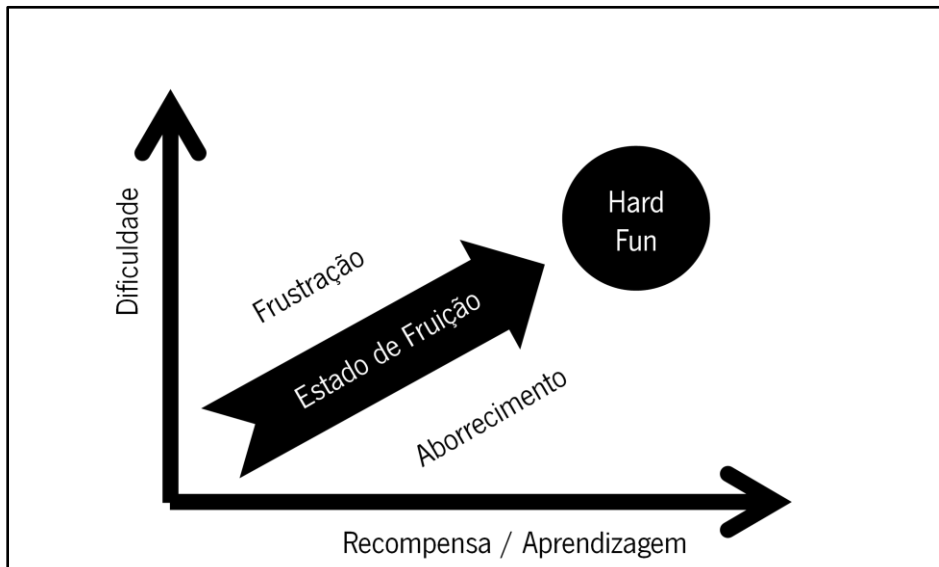 Hard
Fun
Dificuldade
Frustração
Estado de Fruição
Aborrecimento
Recompensa / Aprendizagem